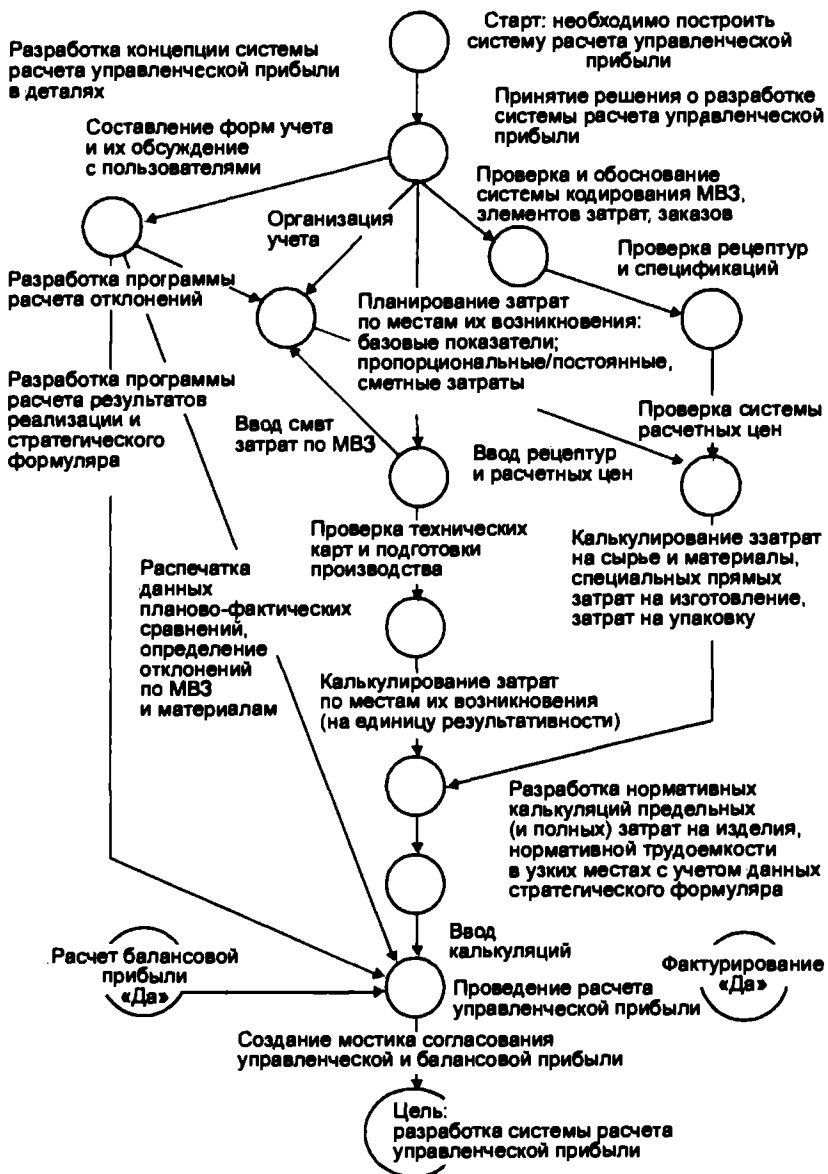 Старт: необходимо построить
систему расчета управленческой
прибыли
Разработка концепции системы
расчета управленческой прибыли
в деталях
Принятие решения о разработке
системы расчета управленческой
прибыли
Составление форм учета
и их обсуждение
с пользователями
Проверка и обоснование
системы кодирования МВЗ,
элементов затрат, заказов
Организация
учета
Проверка рецептур
и спецификаций
Разработка программы
расчета отклонений
Планирование затрат
по местам их возникновения:
базовые показатели;
пропорциональные/постоянные,
сметные затраты
Разработка программы
расчета результатов
реализации и
стратегического
формуляра
Ввод смвт
затрат по МВЗ
Проверка системы
расчетных цен
Ввод рецептур
и расчетных цен
Проверка технических
карт и подготовки
производства
Калькулирование ззатрат
на сырье и материалы,
специальных прямых
затрат на изготовление,
затрат на упаковку
Распечатка
данных
планово-фактических
сравнений,
определение
отклонений
по МВЗ
и материалам
Калькулирование затрат
по местам их возникновения
(на единицу результативности)
Разработка нормативных
калькуляций предельных
(и полных) затрат на изделия,
нормативной трудоемкости
в узких местах с учетом данных
стратегического формуляра
Ввод
калькуляций
Расчет балансовой
прибыли
«Да»
Фактурирование
«Да»
Проведение расчета
управленческой прибыли
Создание мостика согласования
управленческой и балансовой прибыли
Цель:
разработка системы расчета
управленческой прибыли